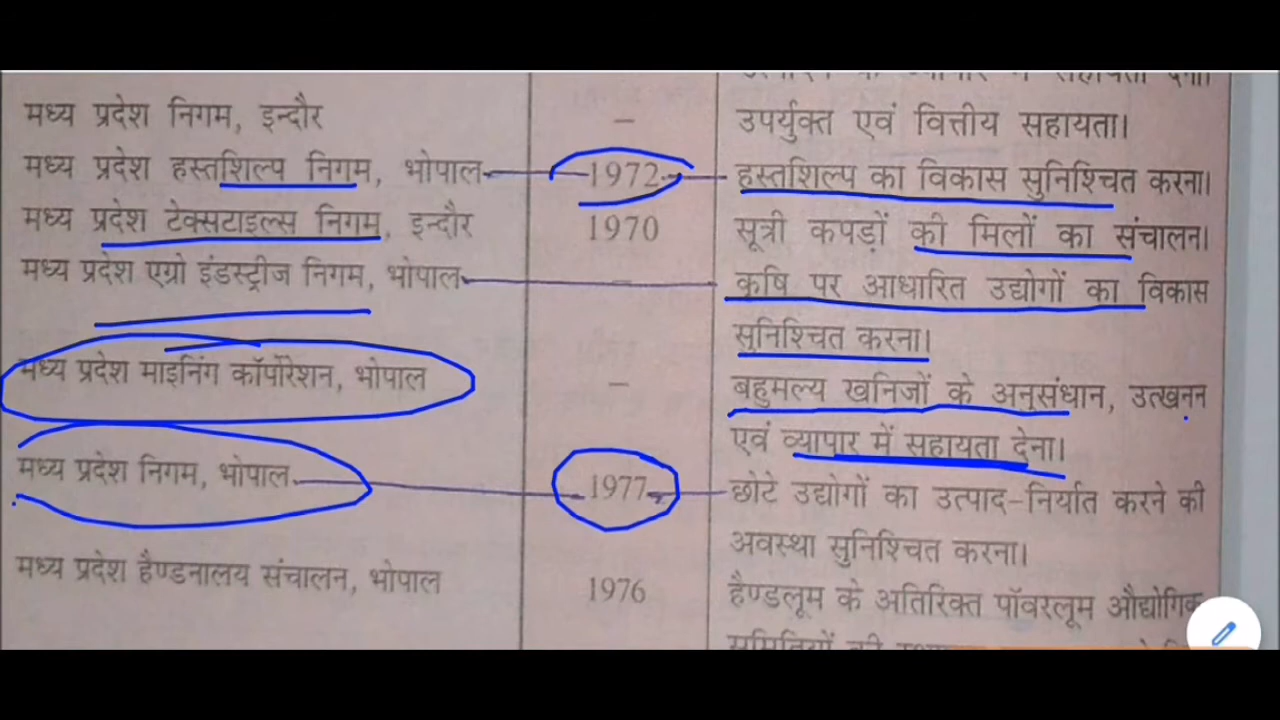 मध्य प्रदेश निगम, इन्दौर – उपर्युक्त एवं वित्तीय सहायता।
मध्य प्रदेश हस्तशिल्प निगम, भोपाल 1972 हस्तशिल्प का विकास सुनिश्चित करना।
मध्य प्रदेश टेक्सटाइल्स निगम, इन्दौर 1970 सूत्री कपड़ों की मिलों का संचालन।
मध्य प्रदेश एग्रो इंडस्ट्रीज निगम, भोपाल – कृषि पर आधारित उद्योगों का विकास
सुनिश्चित करना।
मध्य प्रदेश माइनिंग कॉर्पोरेशन, भोपाल – बहुमल्य खनिजों के अनुसंधान, उत्खनन
एवं व्यापार में सहायता देना।
मध्य प्रदेश निगम, भोपाल 1977 छोटे उद्योगों का उत्पाद-निर्यात करने की
अवस्था सुनिश्चित करना।
मध्य प्रदेश हैण्डनालय संचालन, भोपाल 1976 हैण्डलूम के अतिरिक्त पॉवरलूम औद्योगिक